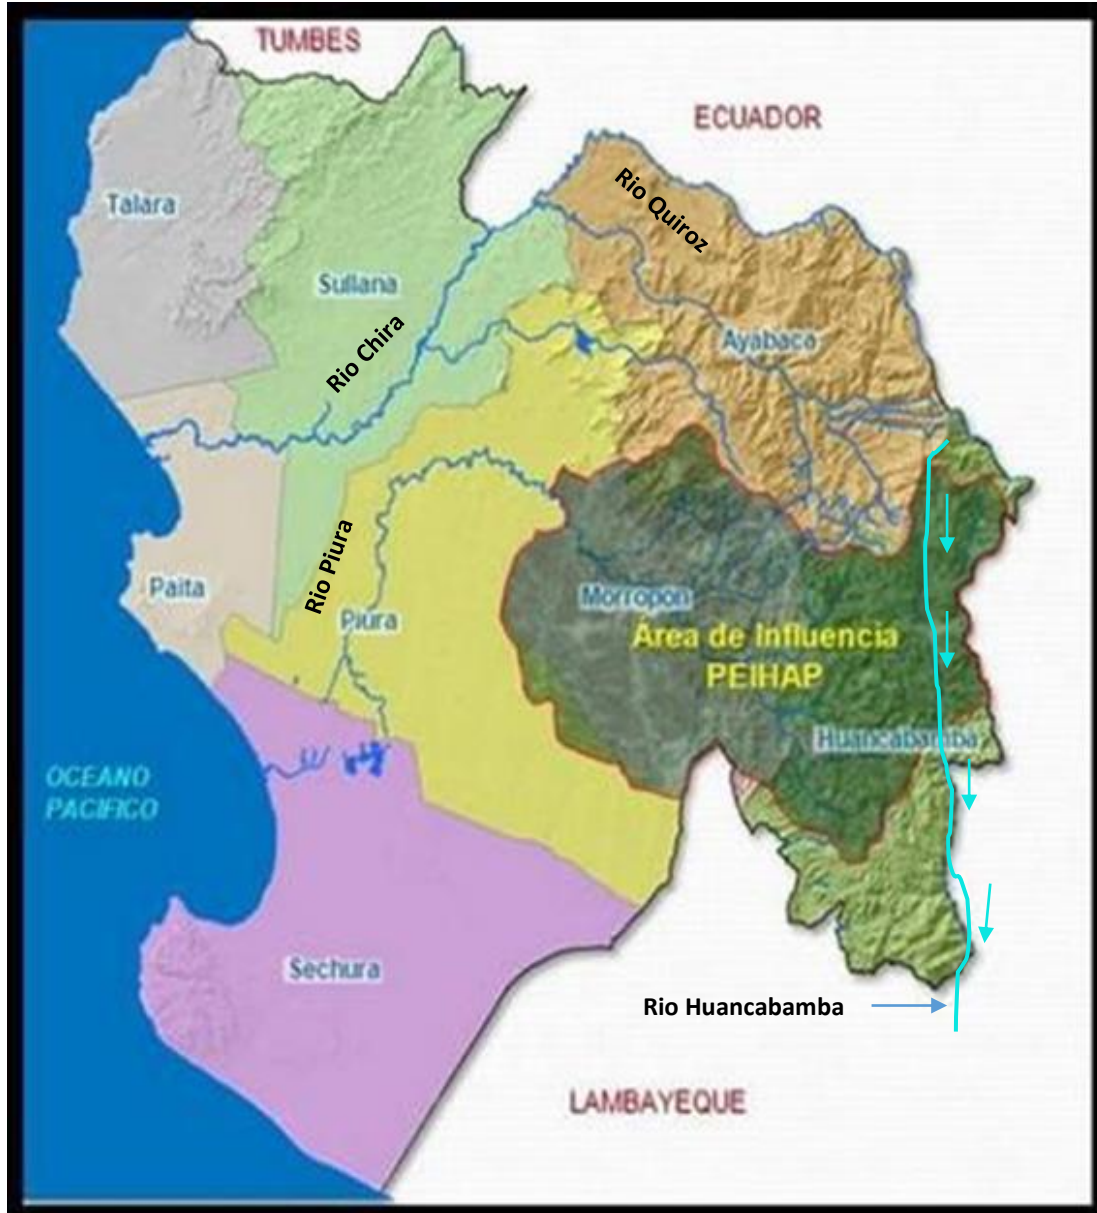 TUMBES
ECUADOR
Talara
Rio Quiroz
Sullana
Rio Chira
Ayabaca
Paita
Rio Piura
Piura
Morropon
Área de Influencia
PEIHAP
Huancabamba
OCEANO
PACIFICO
Sechura
Rio Huancabamba
LAMBAYEQUE